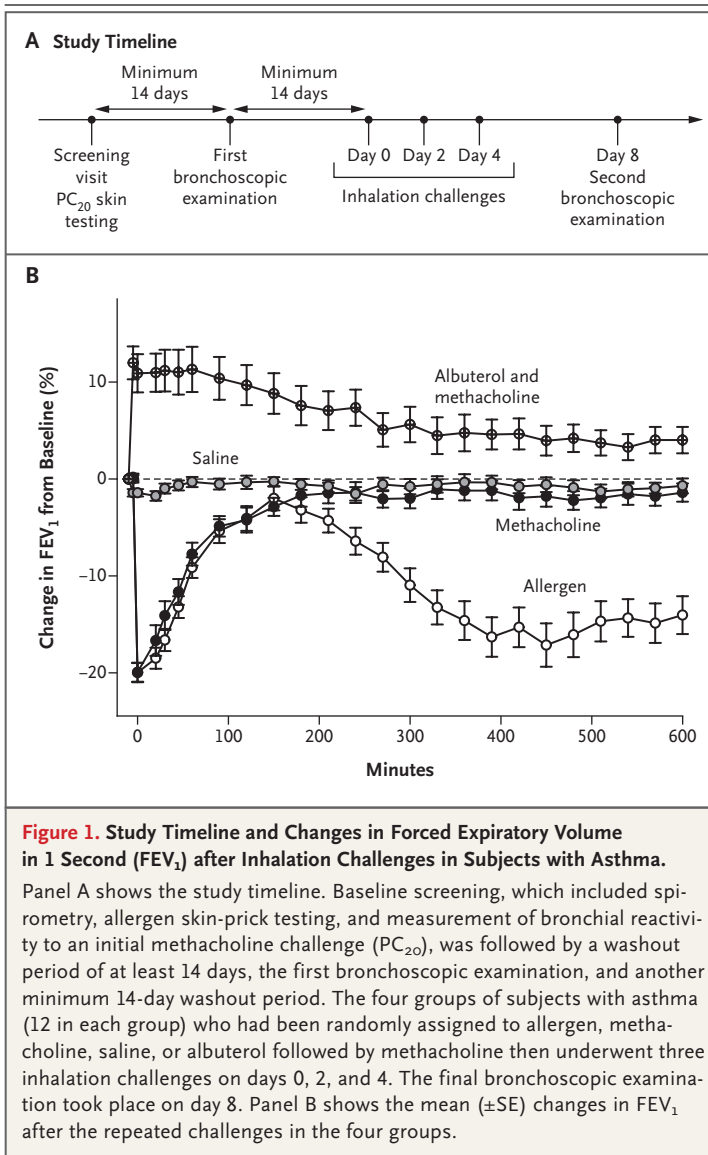 A Study Timeline
Minimum
14 days
Minimum
14 days
Screening
visit
PC20 skin
testing
First
bronchoscopic
examination
Day 0
Day 2
Day 4
Inhalation challenges
Day 8
Second
bronchoscopic
examination
B
Change in FEV1 from Baseline (%)
10
0
−10
−20
Albuterol and
methacholine
Saline
Methacholine
Allergen
0
100
200
300
400
500
600
Minutes
Figure 1. Study Timeline and Changes in Forced Expiratory Volume
in 1 Second (FEV1) after Inhalation Challenges in Subjects with Asthma.
Panel A shows the study timeline. Baseline screening, which included spi-
rometry, allergen skin-prick testing, and measurement of bronchial reactivi-
ty to an initial methacholine challenge (PC20), was followed by a washout
period of at least 14 days, the first bronchoscopic examination, and another
minimum 14-day washout period. The four groups of subjects with asthma
(12 in each group) who had been randomly assigned to allergen, metha-
choline, saline, or albuterol followed by methacholine then underwent three
inhalation challenges on days 0, 2, and 4. The final bronchoscopic examina-
tion took place on day 8. Panel B shows the mean (±SE) changes in FEV1
after the repeated challenges in the four groups.